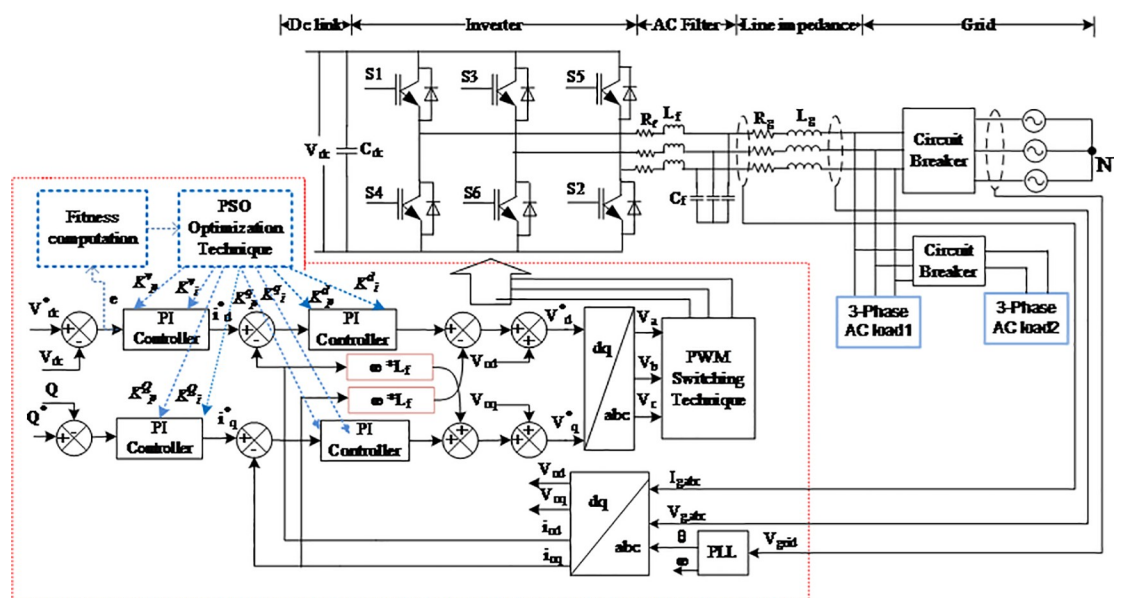 Dc link
Inverter
AC Filter
Line impedance
Grid
S1
S3
S5
S4
S6
S2
V_dc
C_dc
R_f
L_f
C_f
R_g
L_g
Circuit
Breaker
N
Circuit
Breaker
3-Phase
AC load1
3-Phase
AC load2
Fitness
computation
PSO
Optimization
Technique
e
K^v_p
K^v_i
K^q_p
K^q_i
K^d_p
K^d_i
V*_dc
+
-
V_dc
PI
Controller
i*_d
+
-
PI
Controller
+
-
V_od
+
+
V*_d
ω *L_f
ω *L_f
Q
Q*
+
-
K^Q_p
K^Q_i
PI
Controller
i*_q
+
-
PI
Controller
+
+
V_oq
+
+
V*_q
dq
abc
V_a
V_b
V_c
PWM
Switching
Technique
V_od
V_oq
i_od
i_oq
dq
abc
I_gabc
V_gabc
θ
ω
PLL
V_grid